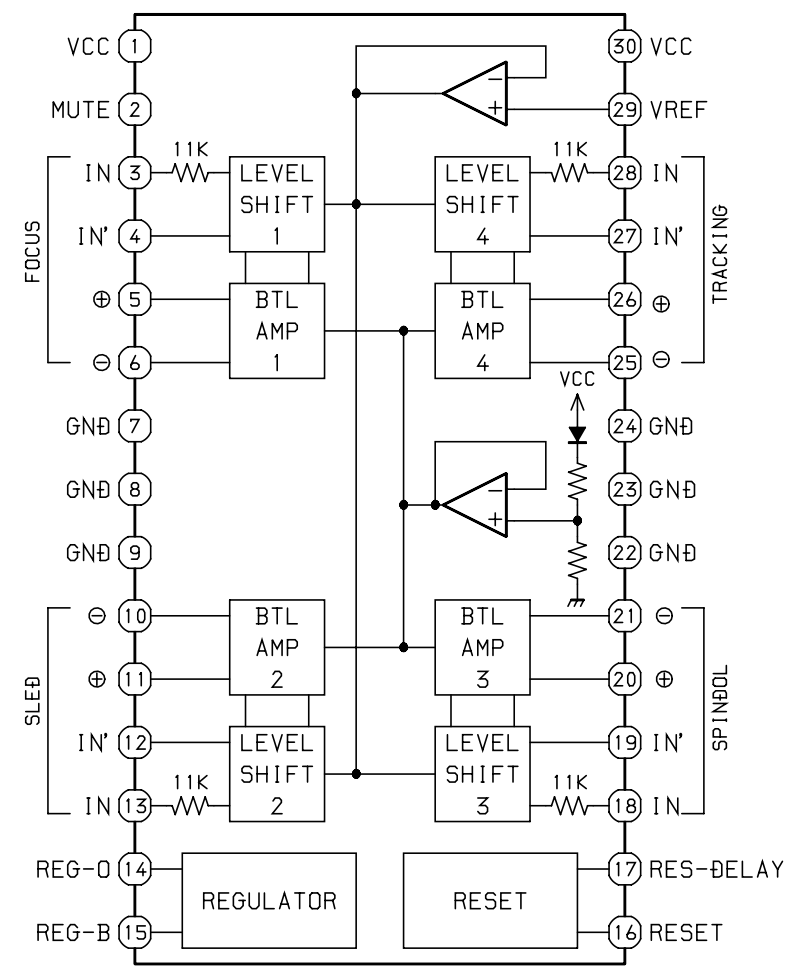 VCC 1 30 VCC
MUTE 2 29 VREF
− +
FOCUS
TRACKING
IN 3 11K LEVEL SHIFT 1
LEVEL SHIFT 4 11K 28 IN
IN' 4 27 IN'
⊕ 5 BTL AMP 1
BTL AMP 4 26 ⊕
⊖ 6 25 ⊖
VCC
GND 7 24 GND
GND 8 23 GND
− +
GND 9 22 GND
SLED
SPINDOL
⊖ 10 BTL AMP 2
BTL AMP 3 21 ⊖
⊕ 11 20 ⊕
IN' 12 LEVEL SHIFT 2
LEVEL SHIFT 3 19 IN'
IN 13 11K 11K 18 IN
REG-O 14 17 RES-DELAY
REGULATOR RESET
REG-B 15 16 RESET